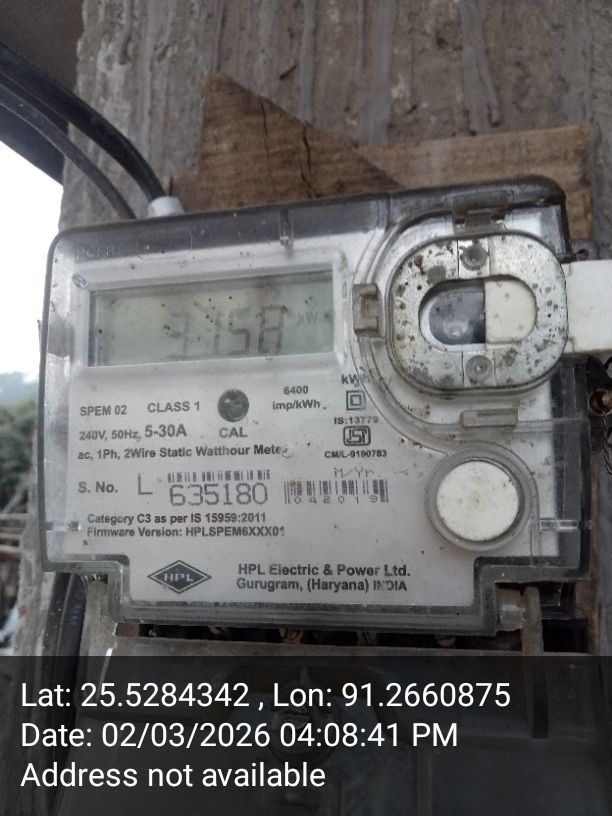 3158 kW
kWh
6400
SPEM 02 CLASS 1 imp/kWh
IS:13779
240V, 50Hz, 5-30A CAL
CM/L-9190783
ac, 1Ph, 2Wire Static Watthour Meter
M/Yr.
S. No. L 635180 042019
Category C3 as per IS 15959:2011
Firmware Version: HPLSPEM6XXX01
HPL
HPL Electric & Power Ltd.
Gurugram, (Haryana) INDIA
Lat: 25.5284342 , Lon: 91.2660875
Date: 02/03/2026 04:08:41 PM
Address not available